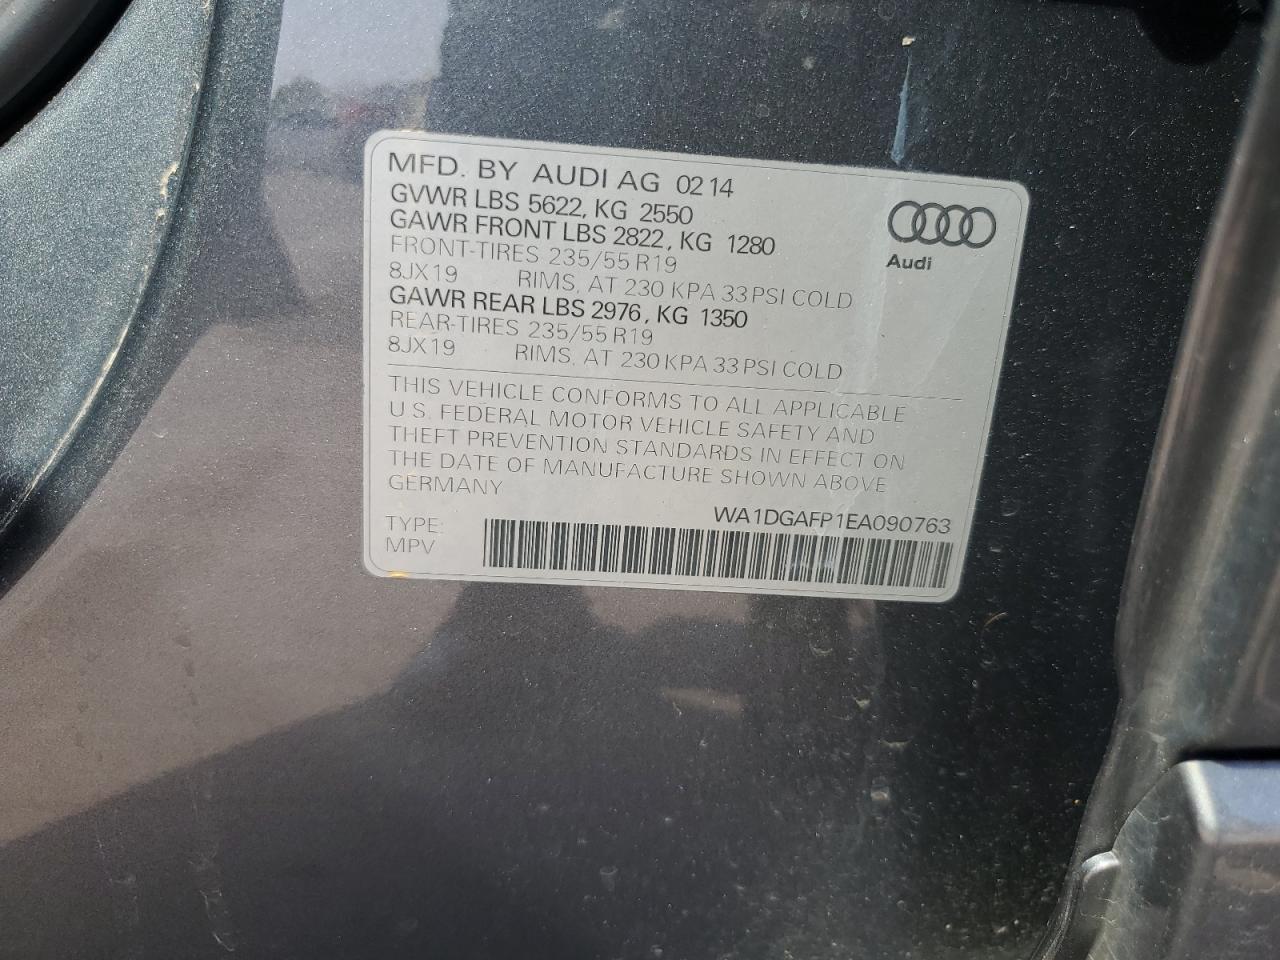 MFD. BY AUDI AG 02 14
GVWR LBS 5622, KG 2550
GAWR FRONT LBS 2822, KG 1280
FRONT-TIRES 235/55 R19
8JX19 RIMS, AT 230 KPA 33 PSI COLD
GAWR REAR LBS 2976, KG 1350
REAR-TIRES 235/55 R19
8JX19 RIMS, AT 230 KPA 33 PSI COLD
Audi
THIS VEHICLE CONFORMS TO ALL APPLICABLE
U.S. FEDERAL MOTOR VEHICLE SAFETY AND
THEFT PREVENTION STANDARDS IN EFFECT ON
THE DATE OF MANUFACTURE SHOWN ABOVE
GERMANY
WA1DGAFP1EA090763
TYPE:
MPV